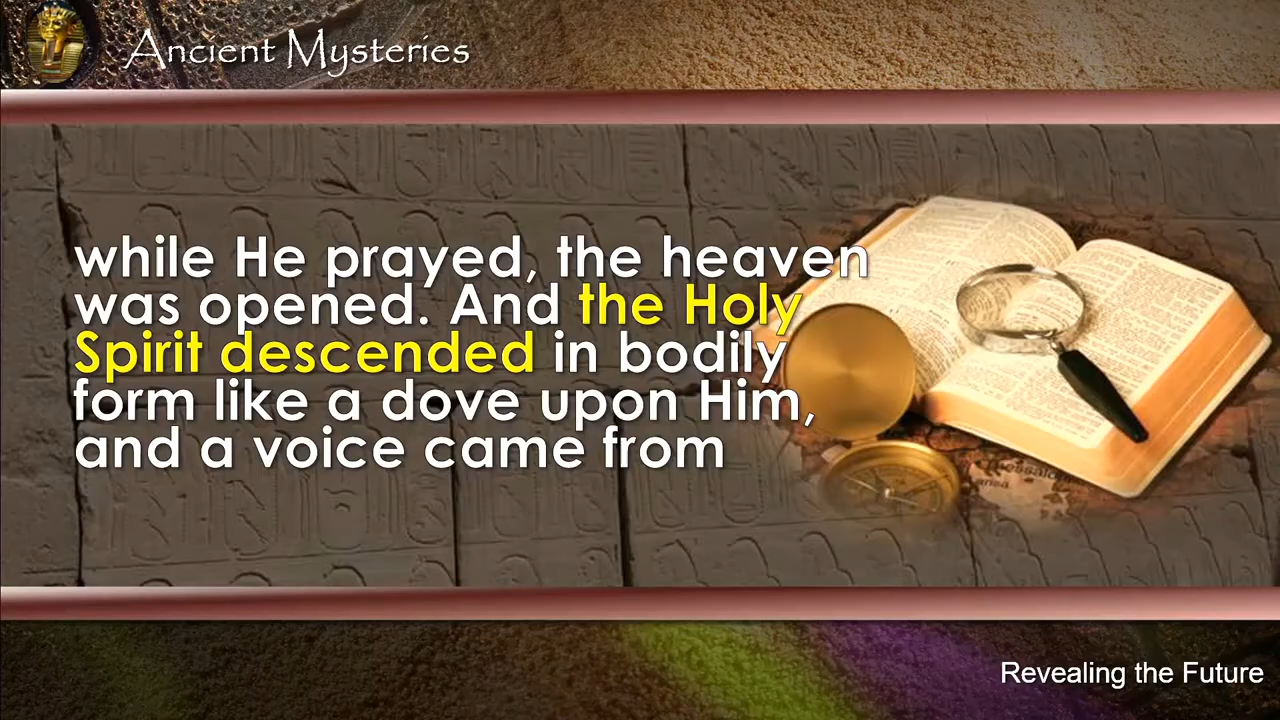 Ancient Mysteries
while He prayed, the heaven
was opened. And the Holy
Spirit descended in bodily
form like a dove upon Him,
and a voice came from
Revealing the Future